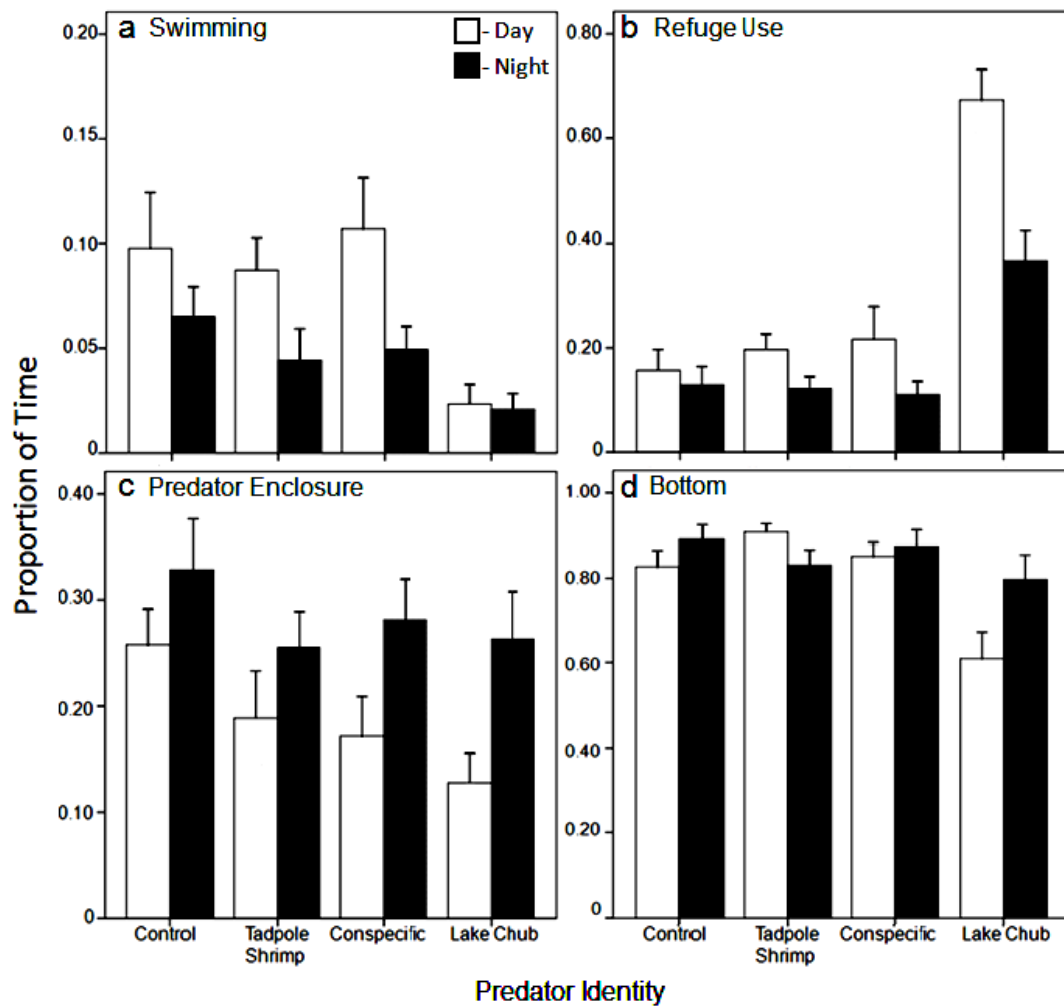 a Swimming
- Day
- Night
0.20
0.15
0.10
0.05
0
b Refuge Use
0.80
0.60
0.40
0.20
0
Proportion of Time
c Predator Enclosure
0.40
0.30
0.20
0.10
0
Control
Tadpole
Shrimp
Conspecific
Lake Chub
d Bottom
1.00
0.80
0.60
0.40
0.20
0
Control
Tadpole
Shrimp
Conspecific
Lake Chub
Predator Identity